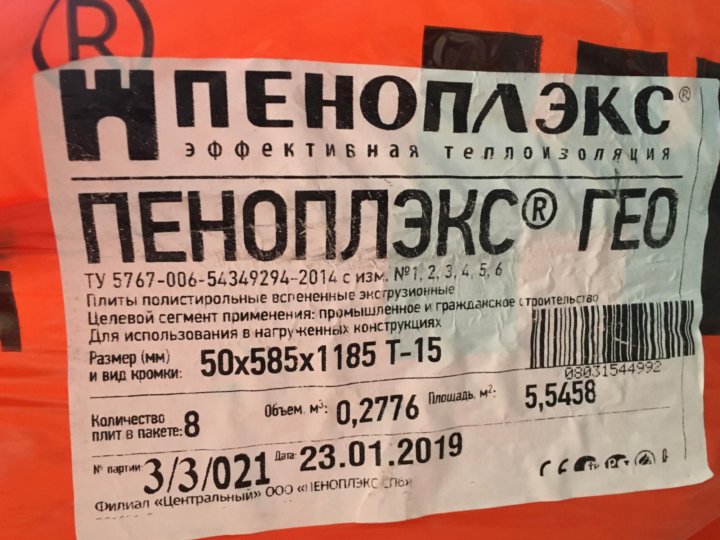 ®
ПЕНОПЛЭКС®
эффективная теплоизоляция
ПЕНОПЛЭКС® ГЕО
ТУ 5767-006-54349294-2014 с изм. №1, 2, 3, 4, 5, 6
Плиты полистирольные вспененные экструзионные
Целевой сегмент применения: промышленное и гражданское строительство
Для использования в нагруженных конструкциях
Размер (мм) и вид кромки: 50x585x1185 Т-15
08031544992
Количество плит в пакете: 8 Объем, м³: 0,2776 Площадь, м²: 5,5458
№ партии: 3/3/021 Дата: 23.01.2019
Филиал «Центральный» ООО «ПЕНОПЛЭКС СПб»